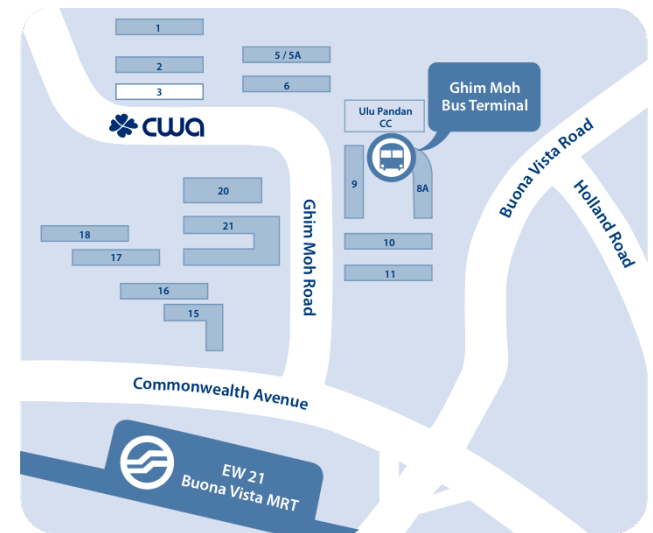 1
2
3
5 / 5A
6
cwa
Ulu Pandan
CC
Ghim Moh
Bus Terminal
9
8A
10
11
20
21
18
17
16
15
Ghim Moh Road
Buona Vista Road
Holland Road
Commonwealth Avenue
EW 21
Buona Vista MRT